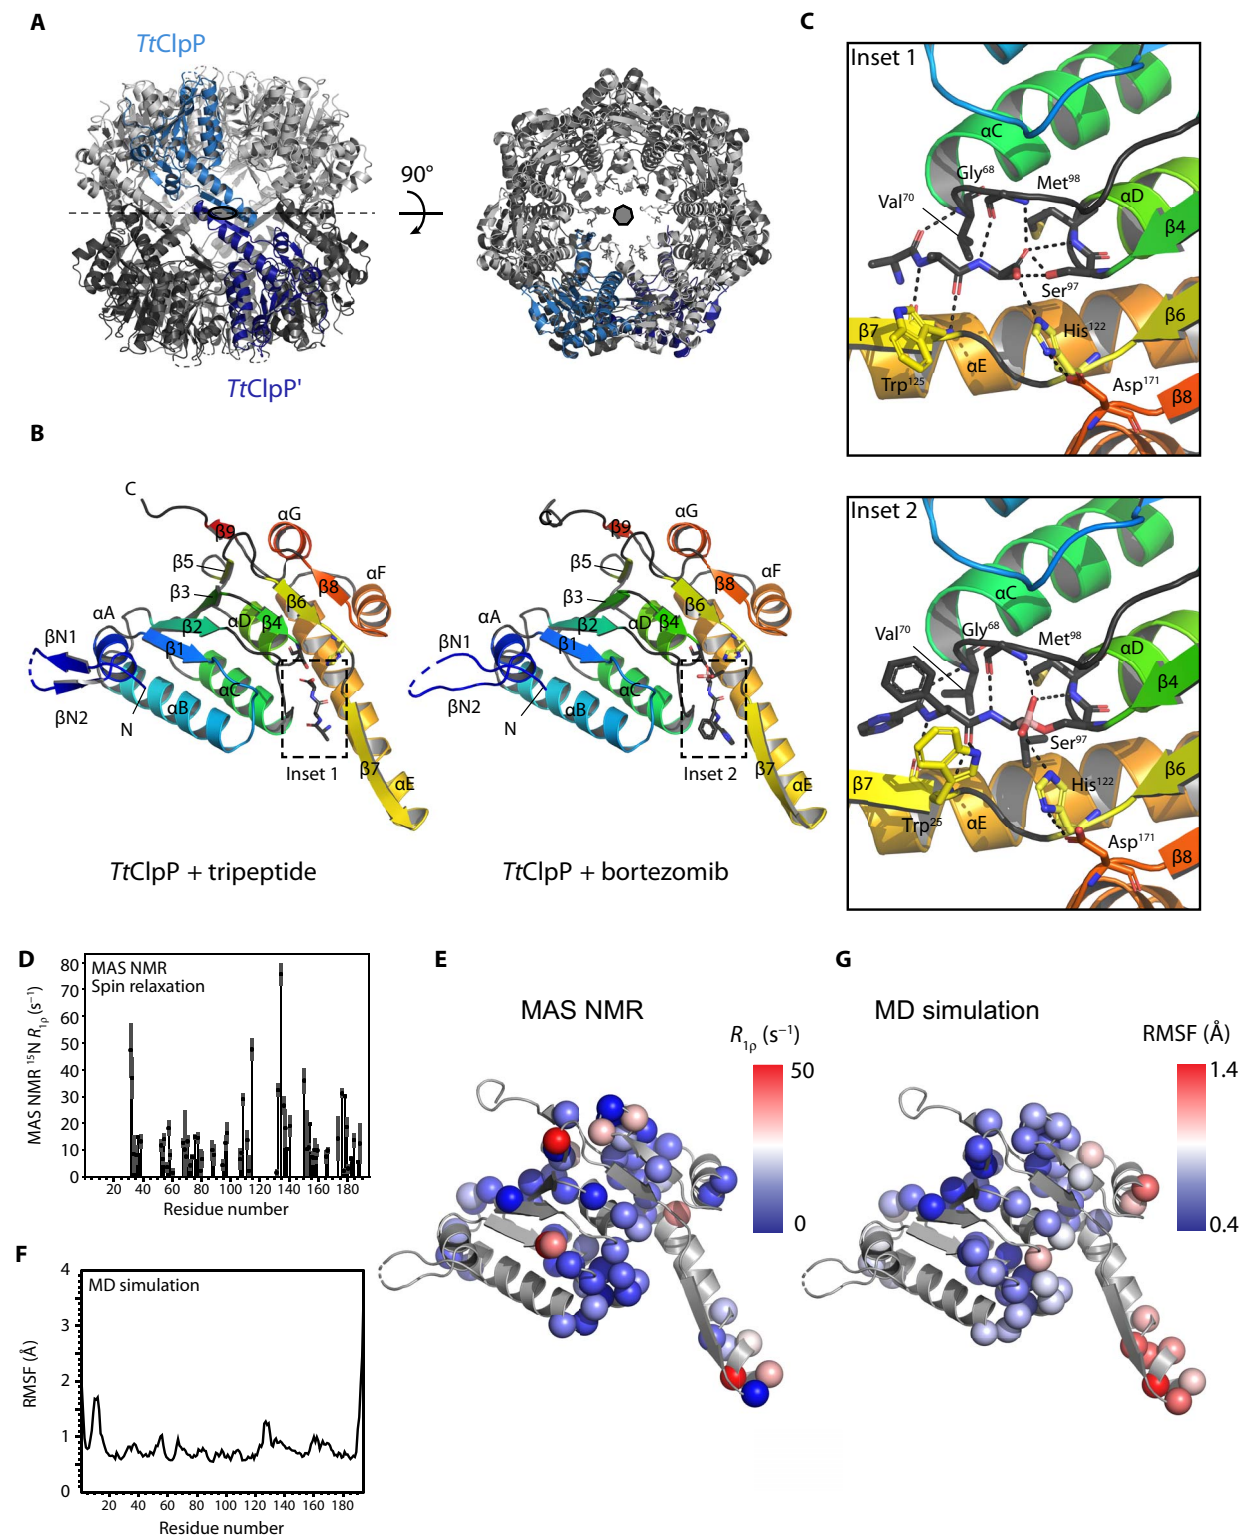 A
TtClpP
90°
TtClpP'
B
C
αG
β9
β5
αF
β3
β8
β6
αA
β2
αD
β4
βN1
β1
αC
βN2
αB
N
Inset 1
β7
αE
TtClpP + tripeptide
αG
β9
β5
αF
β3
β8
β6
αA
β2
αD
β4
βN1
β1
αC
βN2
αB
N
Inset 2
β7
αE
TtClpP + bortezomib
C
Inset 1
αC
Gly68
Met98
Val70
αD
β4
Ser97
β6
β7
His122
αE
Trp125
Asp171
β8
Inset 2
αC
Val70
Gly68
Met98
αD
β4
Ser97
β6
β7
His122
Trp25
αE
Asp171
β8
D
MAS NMR
Spin relaxation
MAS NMR 15N R1ρ (s−1)
80
70
60
50
40
30
20
10
0
20 40 60 80 100 120 140 160 180
Residue number
E
MAS NMR
R1ρ (s−1)
50
0
F
MD simulation
RMSF (Å)
4
3
2
1
0
20 40 60 80 100 120 140 160 180
Residue number
G
MD simulation
RMSF (Å)
1.4
0.4